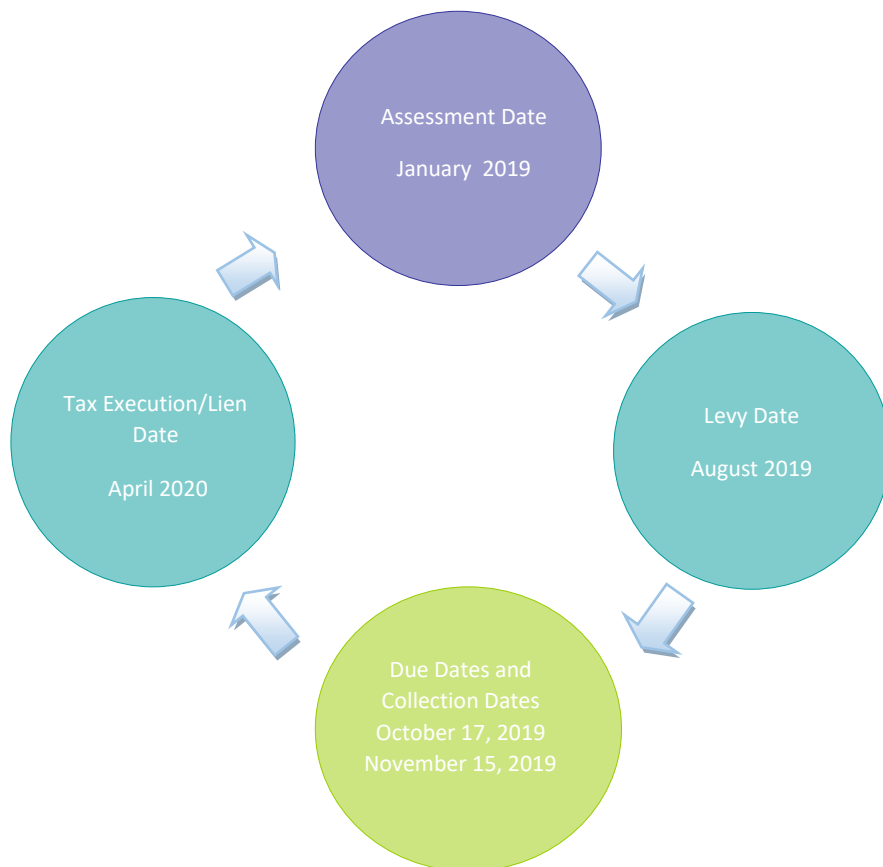 Assessment Date
January 2019
Tax Execution/Lien
Date
April 2020
Levy Date
August 2019
Due Dates and
Collection Dates
October 17, 2019
November 15, 2019